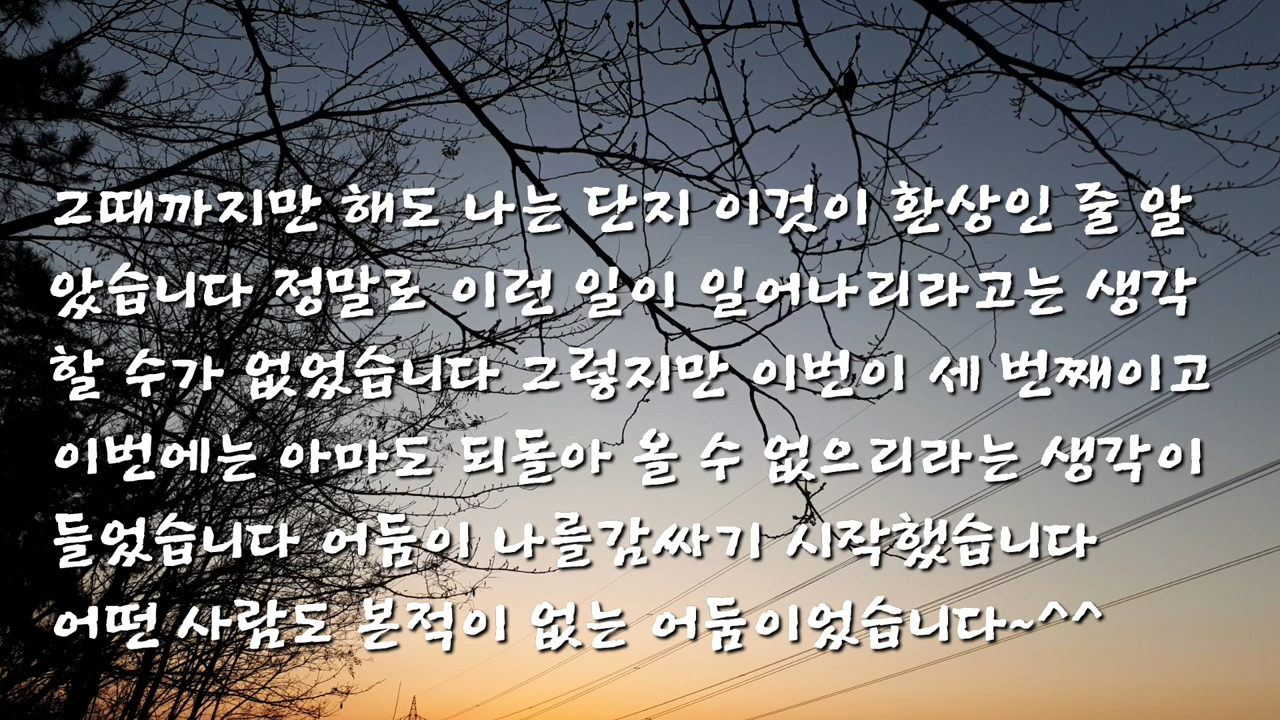 그때까지만 해도 나는 단지 이것이 환상인 줄 알
았습니다 정말로 이런 일이 일어나리라고는 생각
할 수가 없었습니다 그렇지만 이번이 세 번째이고
이번에는 아마도 되돌아 올 수 없으리라는 생각이
들었습니다 어둠이 나를감싸기 시작했습니다
어떤 사람도 본적이 없는 어둠이었습니다~^^